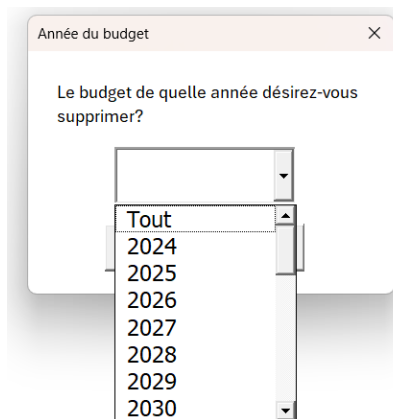 Année du budget
Le budget de quelle année désirez-vous
supprimer?
Tout
2024
2025
2026
2027
2028
2029
2030